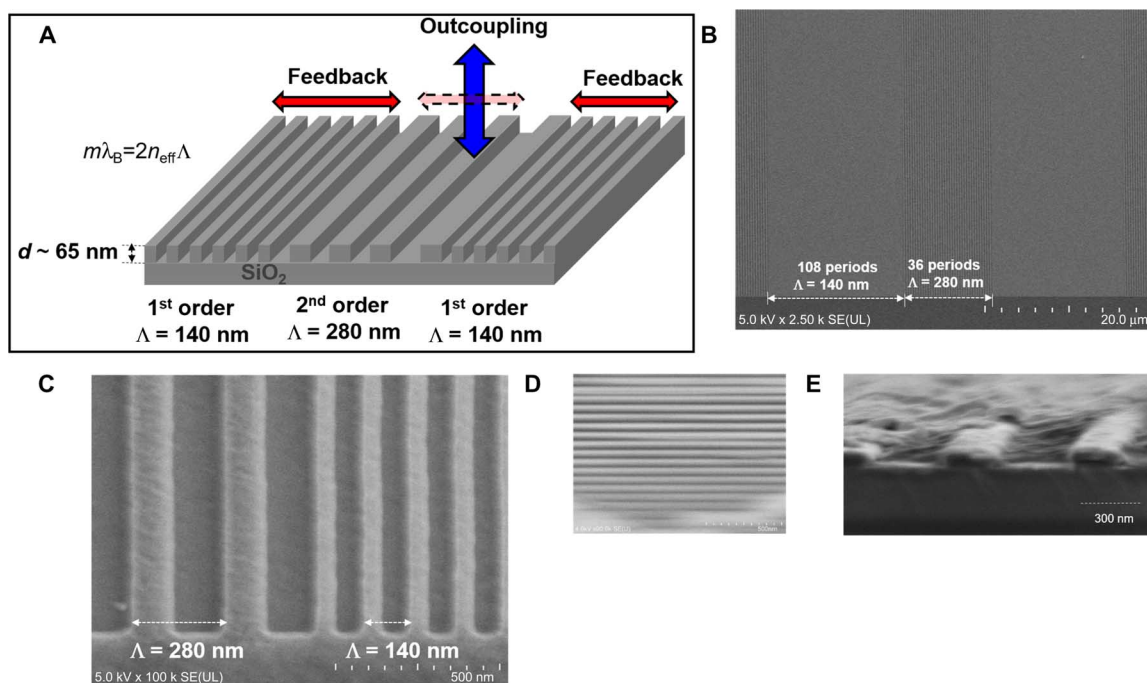 A
Outcoupling
Feedback
Feedback
mλB=2neffΛ
d ~ 65 nm
SiO2
1st order
Λ = 140 nm
2nd order
Λ = 280 nm
1st order
Λ = 140 nm
B
108 periods
Λ = 140 nm
36 periods
Λ = 280 nm
5.0 kV x 2.50 k SE(UL)
20.0 μm
C
Λ = 280 nm
Λ = 140 nm
5.0 kV x 100 k SE(UL)
500 nm
D
500nm
E
300 nm